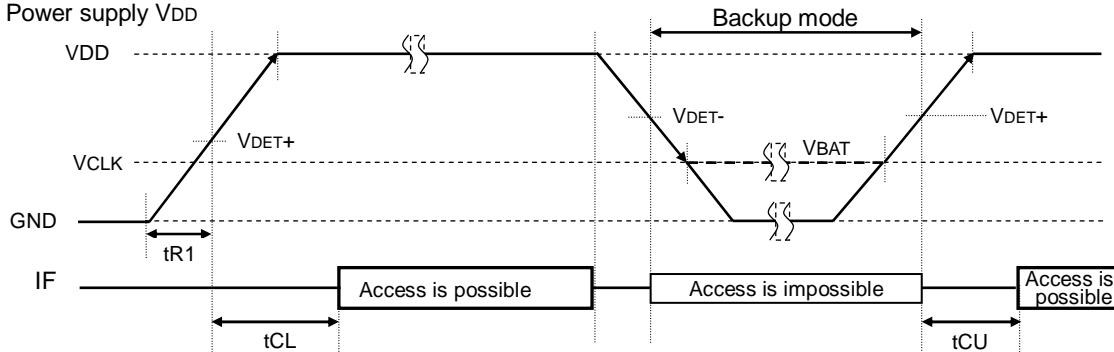 Power supply VDD
Backup mode
VDD
VDET-
VDET+
VDET+
VCLK
VBAT
GND
tR1
IF
Access is possible
Access is impossible
Access is possible
tCL
tCU